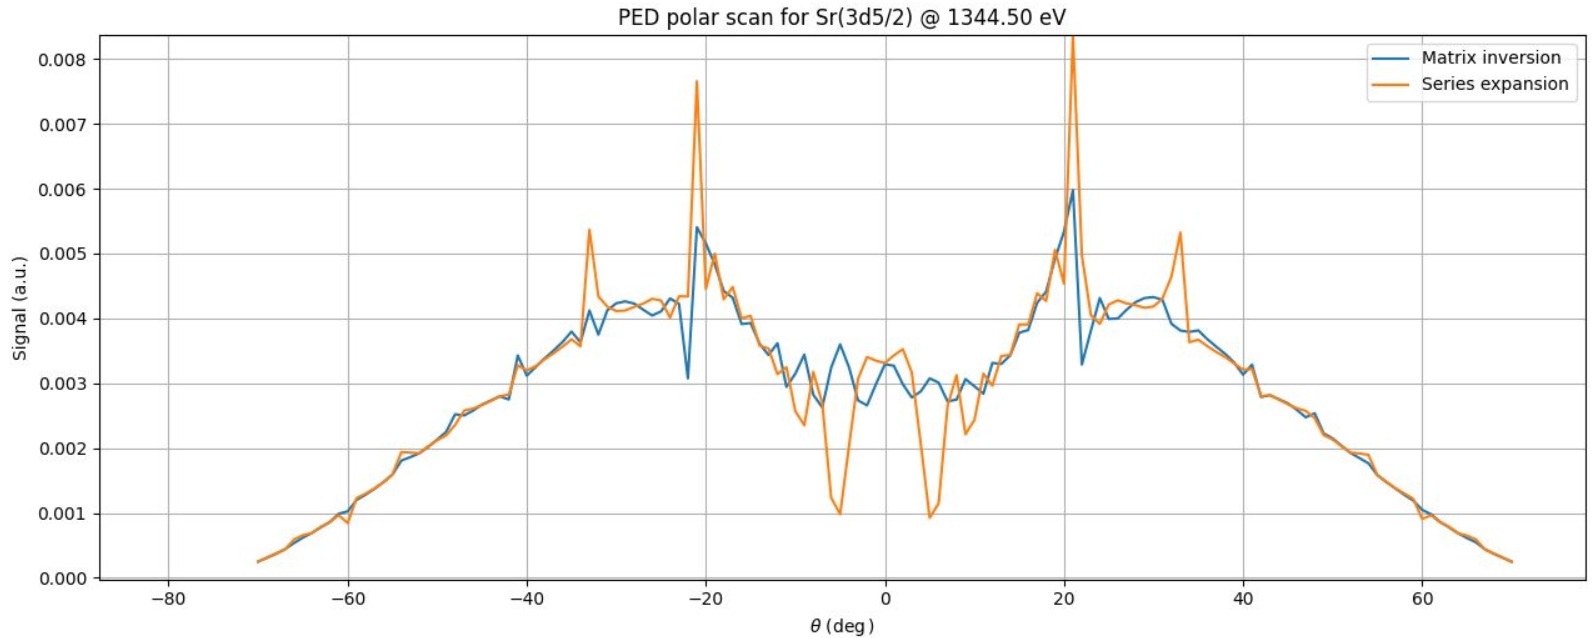 PED polar scan for Sr(3d5/2) @ 1344.50 eV
Matrix inversion
Series expansion
0.008
0.007
0.006
0.005
0.004
0.003
0.002
0.001
0.000
Signal (a.u.)
−80 −60 −40 −20 0 20 40 60
θ (deg)